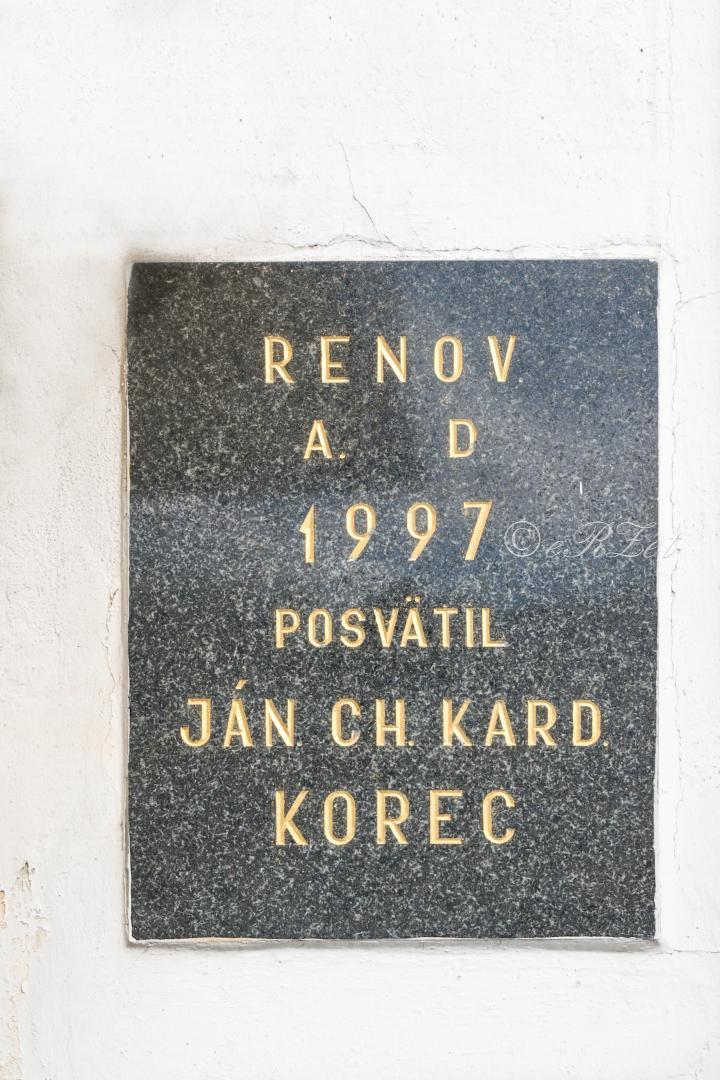 RENOV
A. D
1997
©eRZet
POSVÄTIL
JÁN. CH. KARD.
KOREC